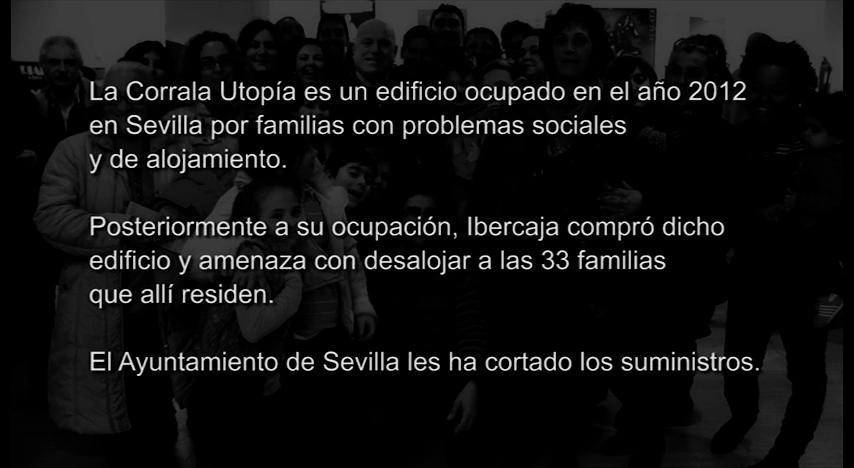 La Corrala Utopía es un edificio ocupado en el año 2012
en Sevilla por familias con problemas sociales
y de alojamiento.
Posteriormente a su ocupación, Ibercaja compró dicho
edificio y amenaza con desalojar a las 33 familias
que allí residen.
El Ayuntamiento de Sevilla les ha cortado los suministros.